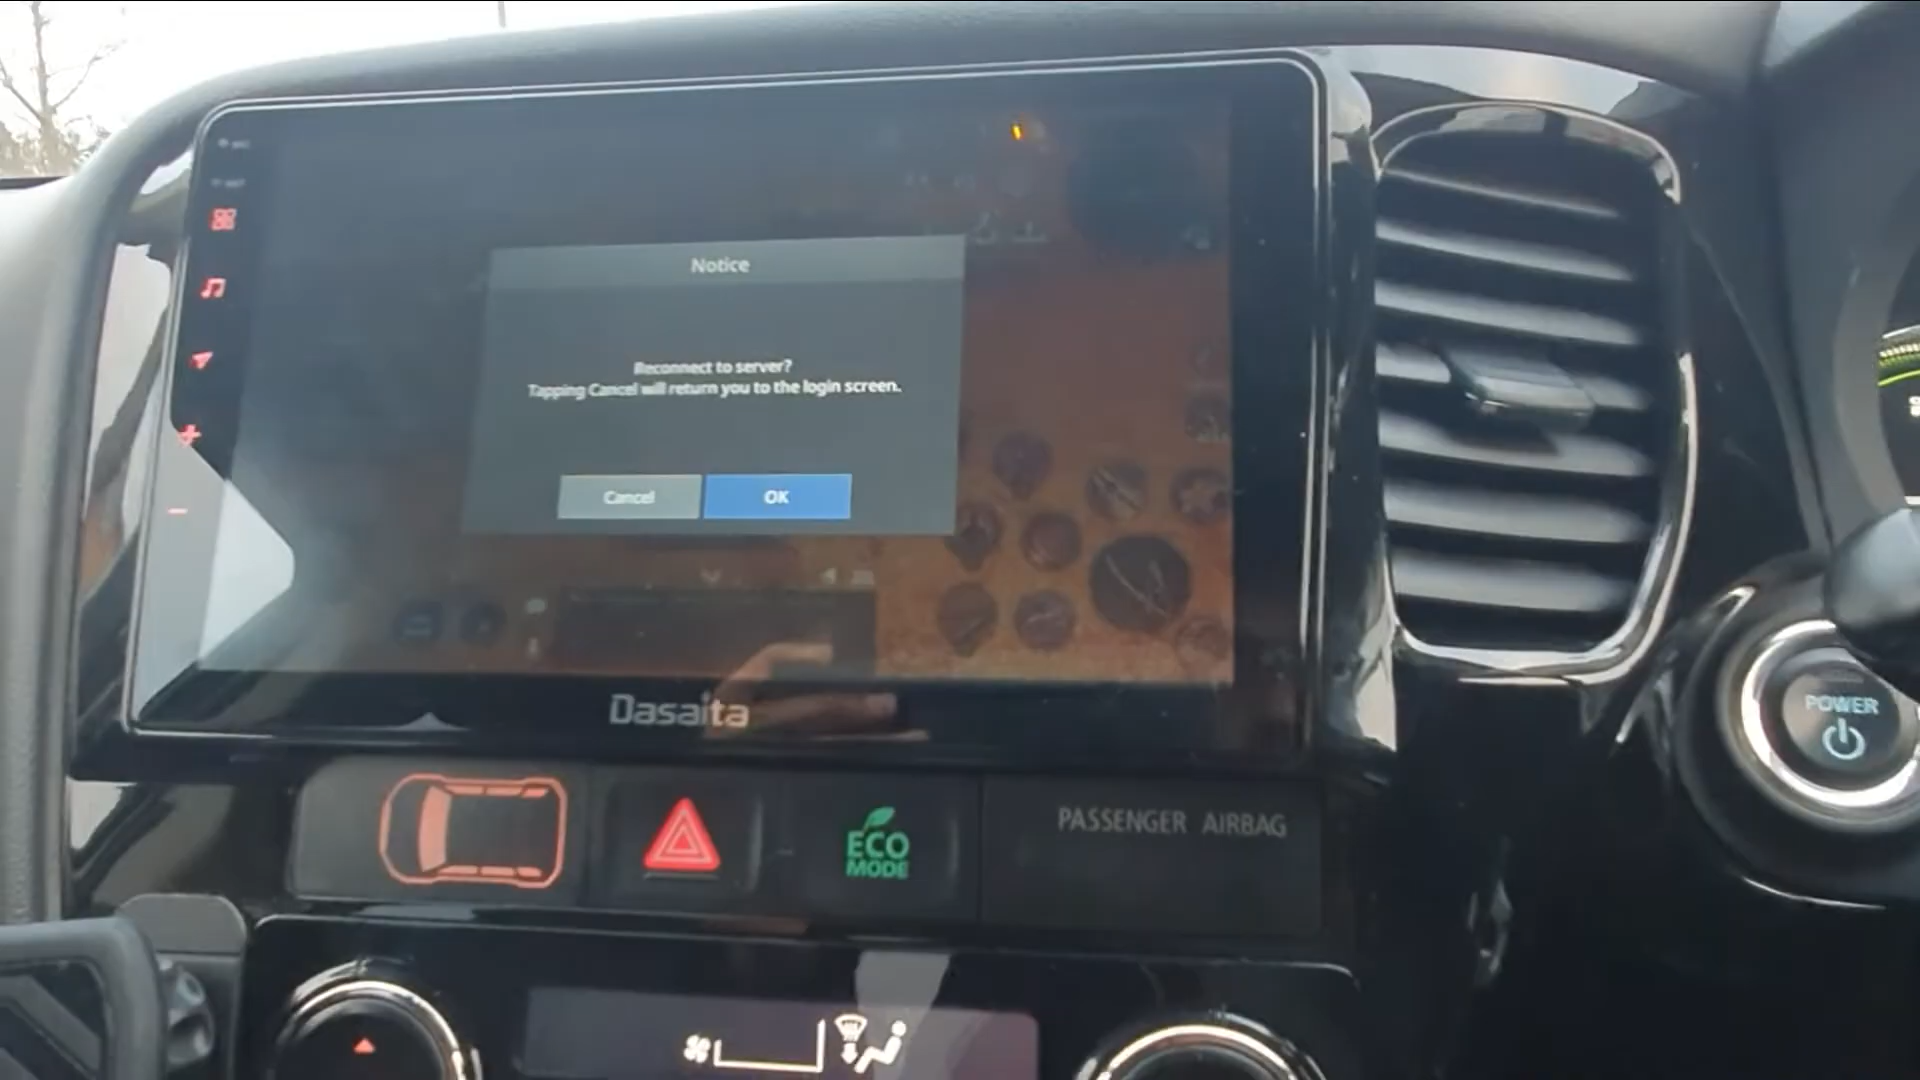 Notice
Reconnect to server?
Tapping Cancel will return you to the login screen.
Cancel
OK
Dasaita
POWER
ECO
MODE
PASSENGER AIRBAG